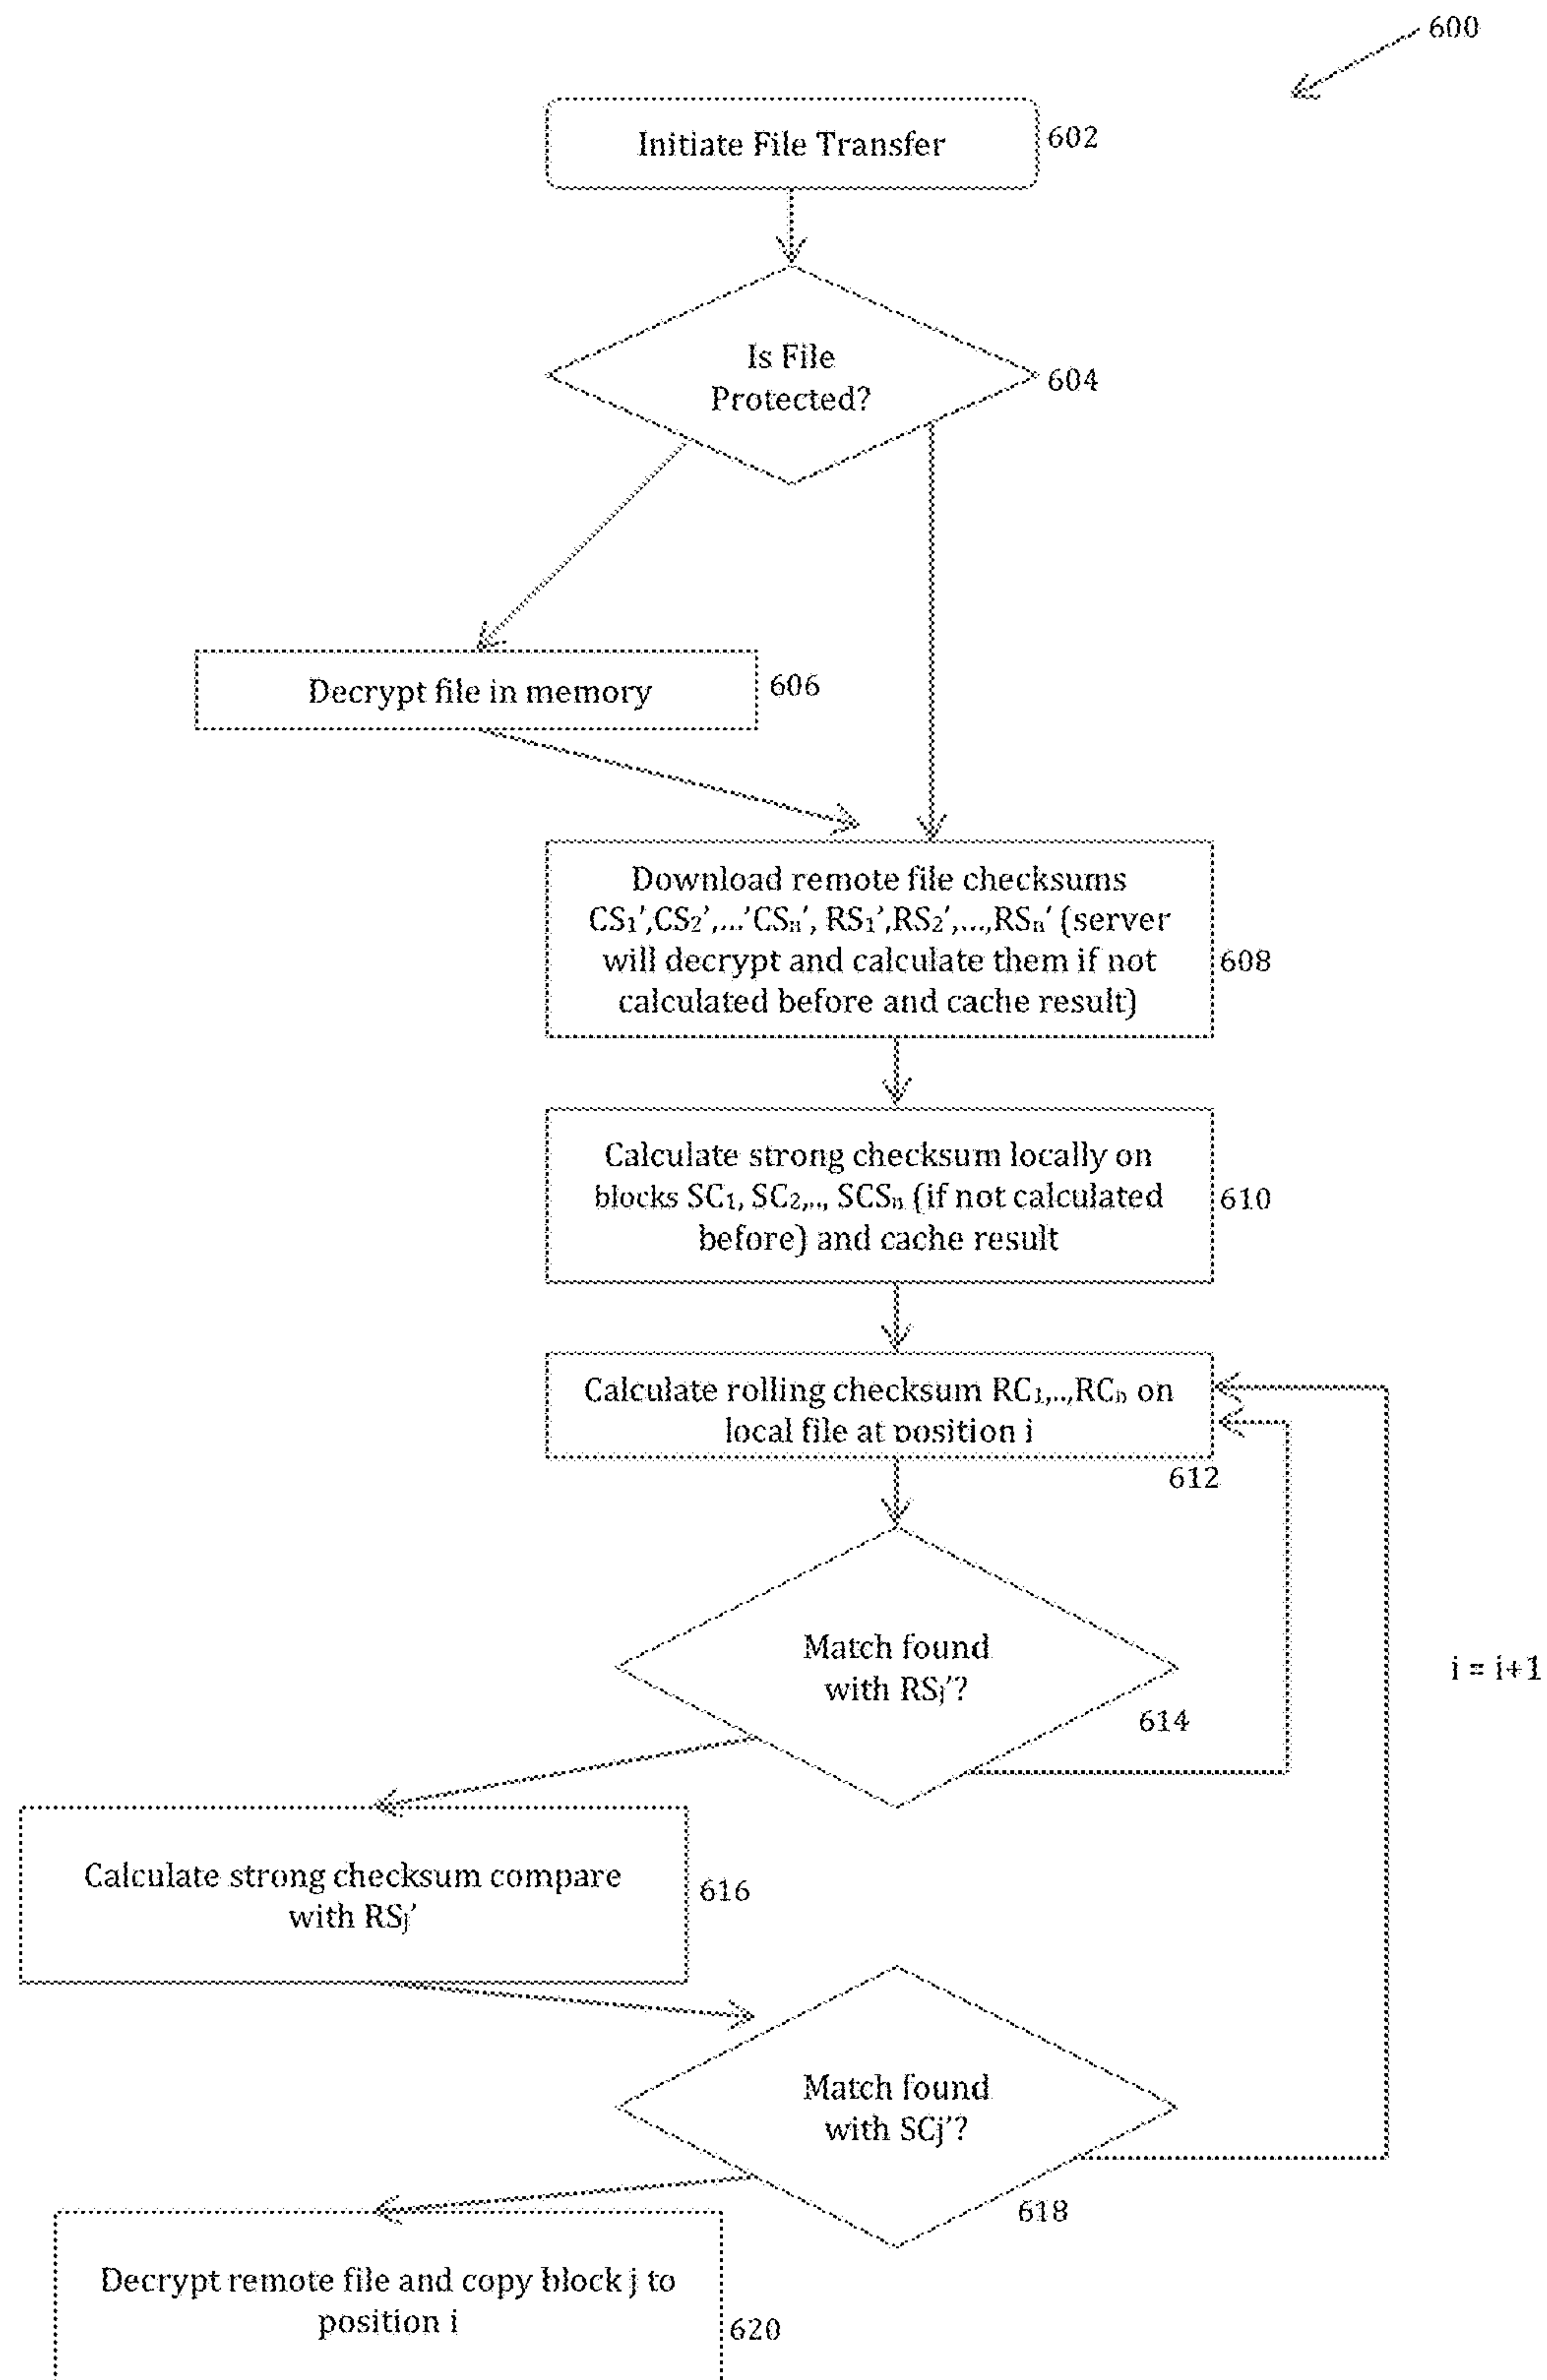 600
Initiate File Transfer
602
Is File
Protected?
604
Decrypt file in memory
606
Download remote file checksums
CS₁',CS₂',...'CSₙ', RS₁',RS₂',...,RSₙ' (server
will decrypt and calculate them if not
calculated before and cache result)
608
Calculate strong checksum locally on
blocks SC₁, SC₂,.., SCSₙ (if not calculated
before) and cache result
610
Calculate rolling checksum RC₁,..,RCₙ on
local file at position i
612
Match found
with RSⱼ'?
614
i = i+1
Calculate strong checksum compare
with RSⱼ'
616
Match found
with SCj'?
618
Decrypt remote file and copy block j to
position i
620